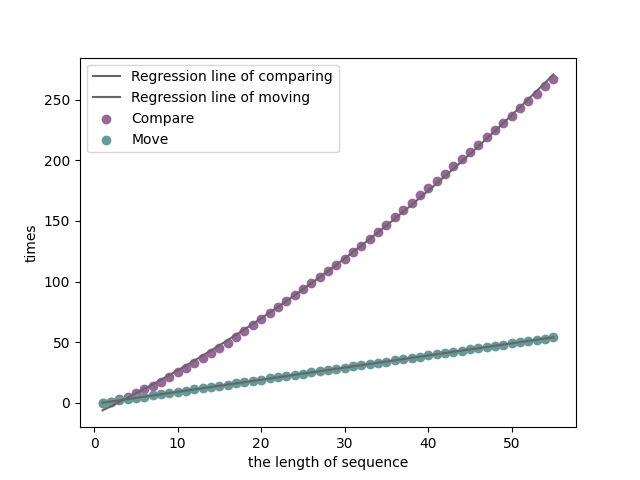 Regression line of comparing
Regression line of moving
Compare
Move
250
200
150
100
50
0
times
0 10 20 30 40 50
the length of sequence